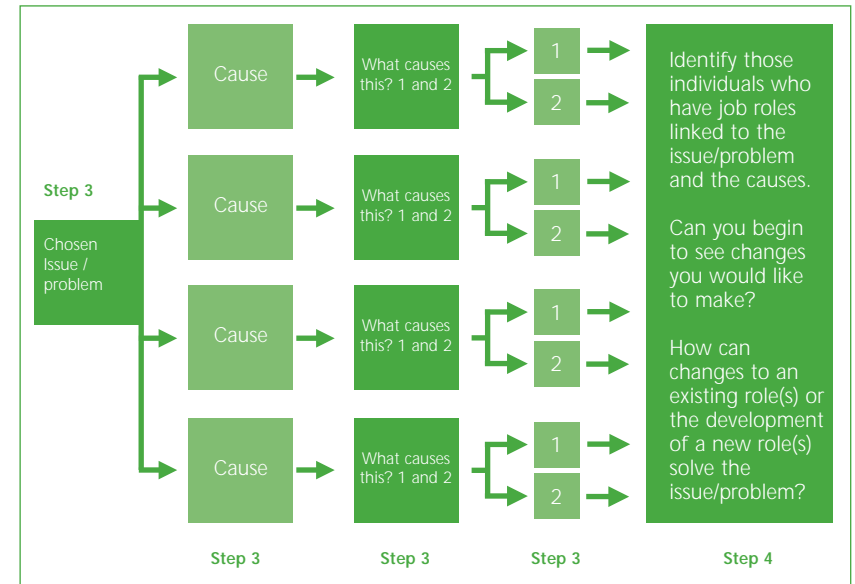 Step 3
Chosen
Issue /
problem
Cause
What causes
this? 1 and 2
1
2
Cause
What causes
this? 1 and 2
1
2
Cause
What causes
this? 1 and 2
1
2
Cause
What causes
this? 1 and 2
1
2
Identify those
individuals who
have job roles
linked to the
issue/problem
and the causes.
Can you begin
to see changes
you would like
to make?
How can
changes to an
existing role(s) or
the development
of a new role(s)
solve the
issue/problem?
Step 3
Step 3
Step 3
Step 4